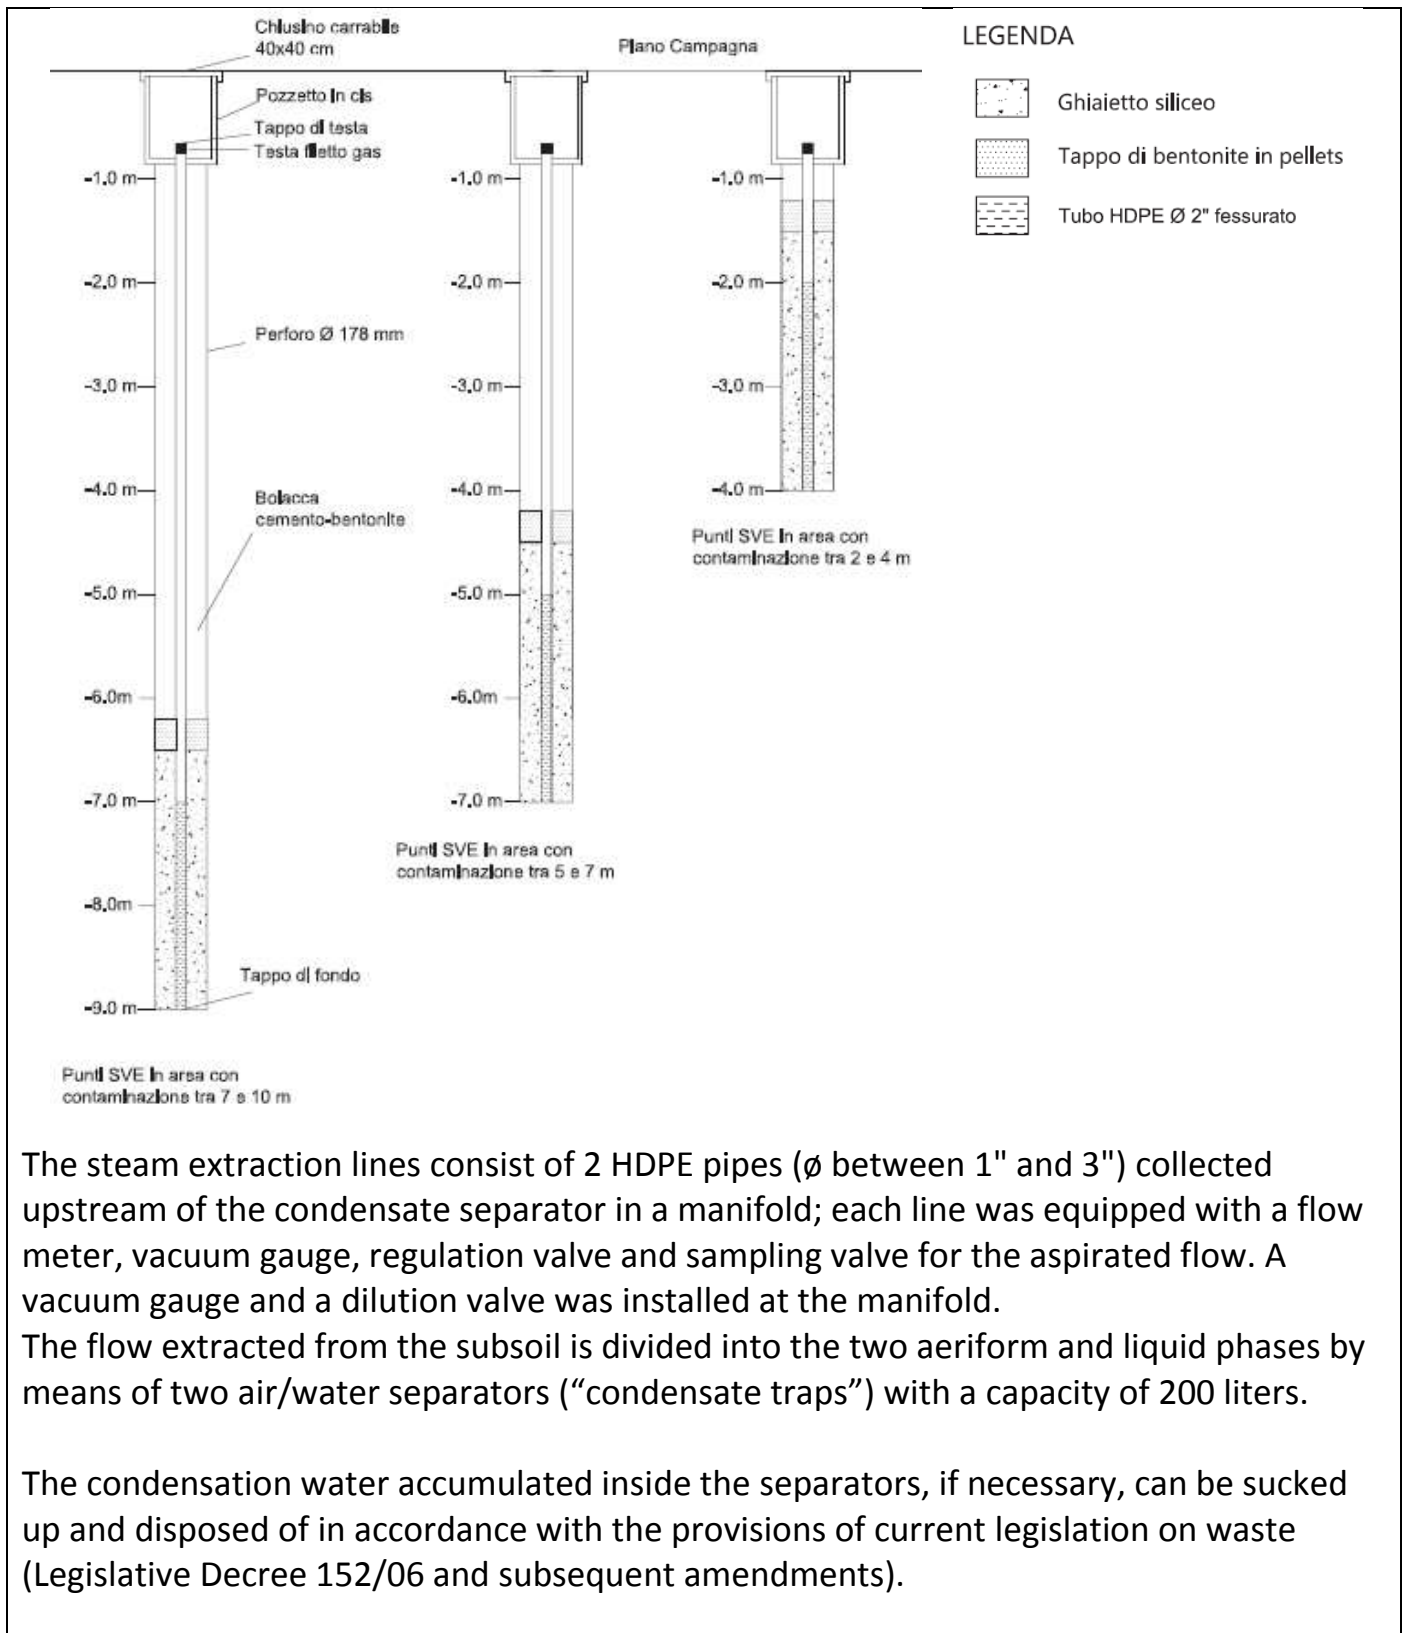 Chiusino carrabile
40x40 cm
Piano Campagna
Pozzetto in cls
Tappo di testa
Testa filetto gas
-1.0 m
-2.0 m
Perforo Ø 178 mm
-3.0 m
-4.0 m
Bolacca
cemento-bentonite
-5.0 m
-6.0m
-7.0 m
-8.0m
Tappo di fondo
-9.0 m
Punti SVE in area con
contaminazione tra 7 e 10 m
-1.0 m
-2.0 m
-3.0 m
-4.0 m
-5.0 m
-6.0m
-7.0 m
Punti SVE in area con
contaminazione tra 5 e 7 m
-1.0 m
-2.0 m
-3.0 m
-4.0 m
Punti SVE in area con
contaminazione tra 2 e 4 m
LEGENDA
Ghiaietto siliceo
Tappo di bentonite in pellets
Tubo HDPE Ø 2" fessurato
The steam extraction lines consist of 2 HDPE pipes (ø between 1" and 3") collected
upstream of the condensate separator in a manifold; each line was equipped with a flow
meter, vacuum gauge, regulation valve and sampling valve for the aspirated flow. A
vacuum gauge and a dilution valve was installed at the manifold.
The flow extracted from the subsoil is divided into the two aeriform and liquid phases by
means of two air/water separators (“condensate traps”) with a capacity of 200 liters.
The condensation water accumulated inside the separators, if necessary, can be sucked
up and disposed of in accordance with the provisions of current legislation on waste
(Legislative Decree 152/06 and subsequent amendments).